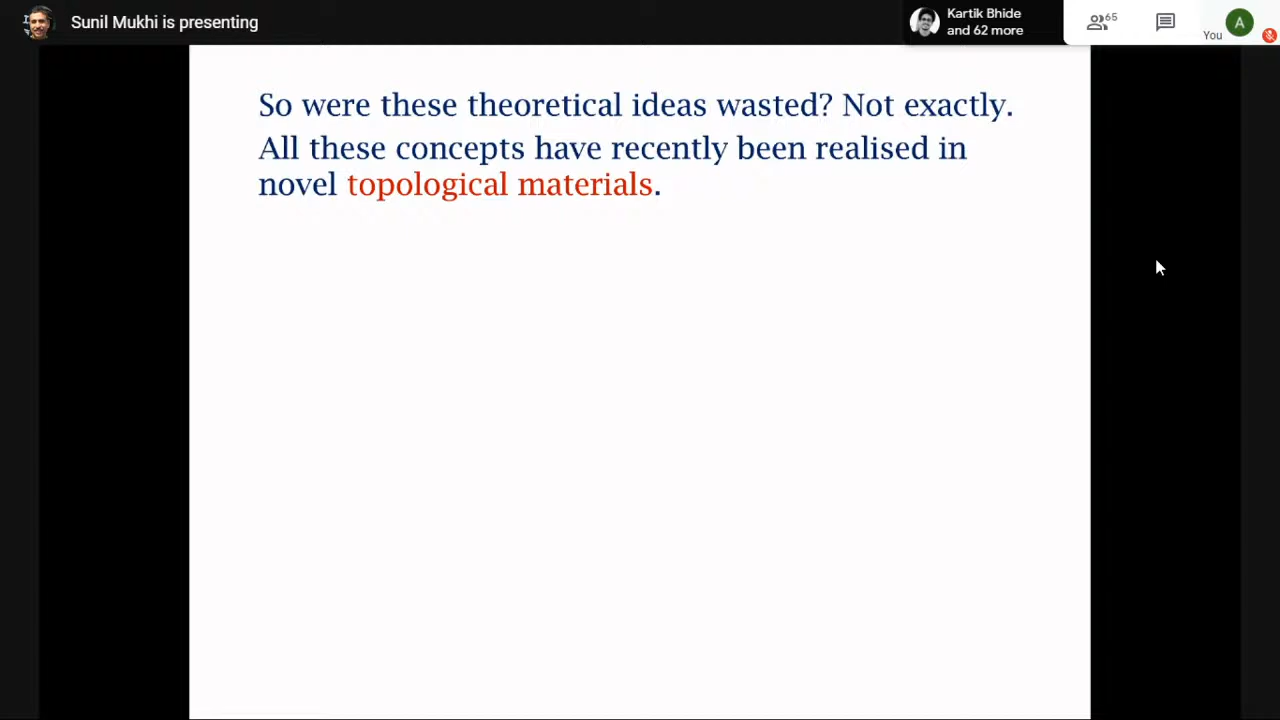 Sunil Mukhi is presenting
Kartik Bhide
and 62 more
65
You
A
So were these theoretical ideas wasted? Not exactly.
All these concepts have recently been realised in
novel topological materials.